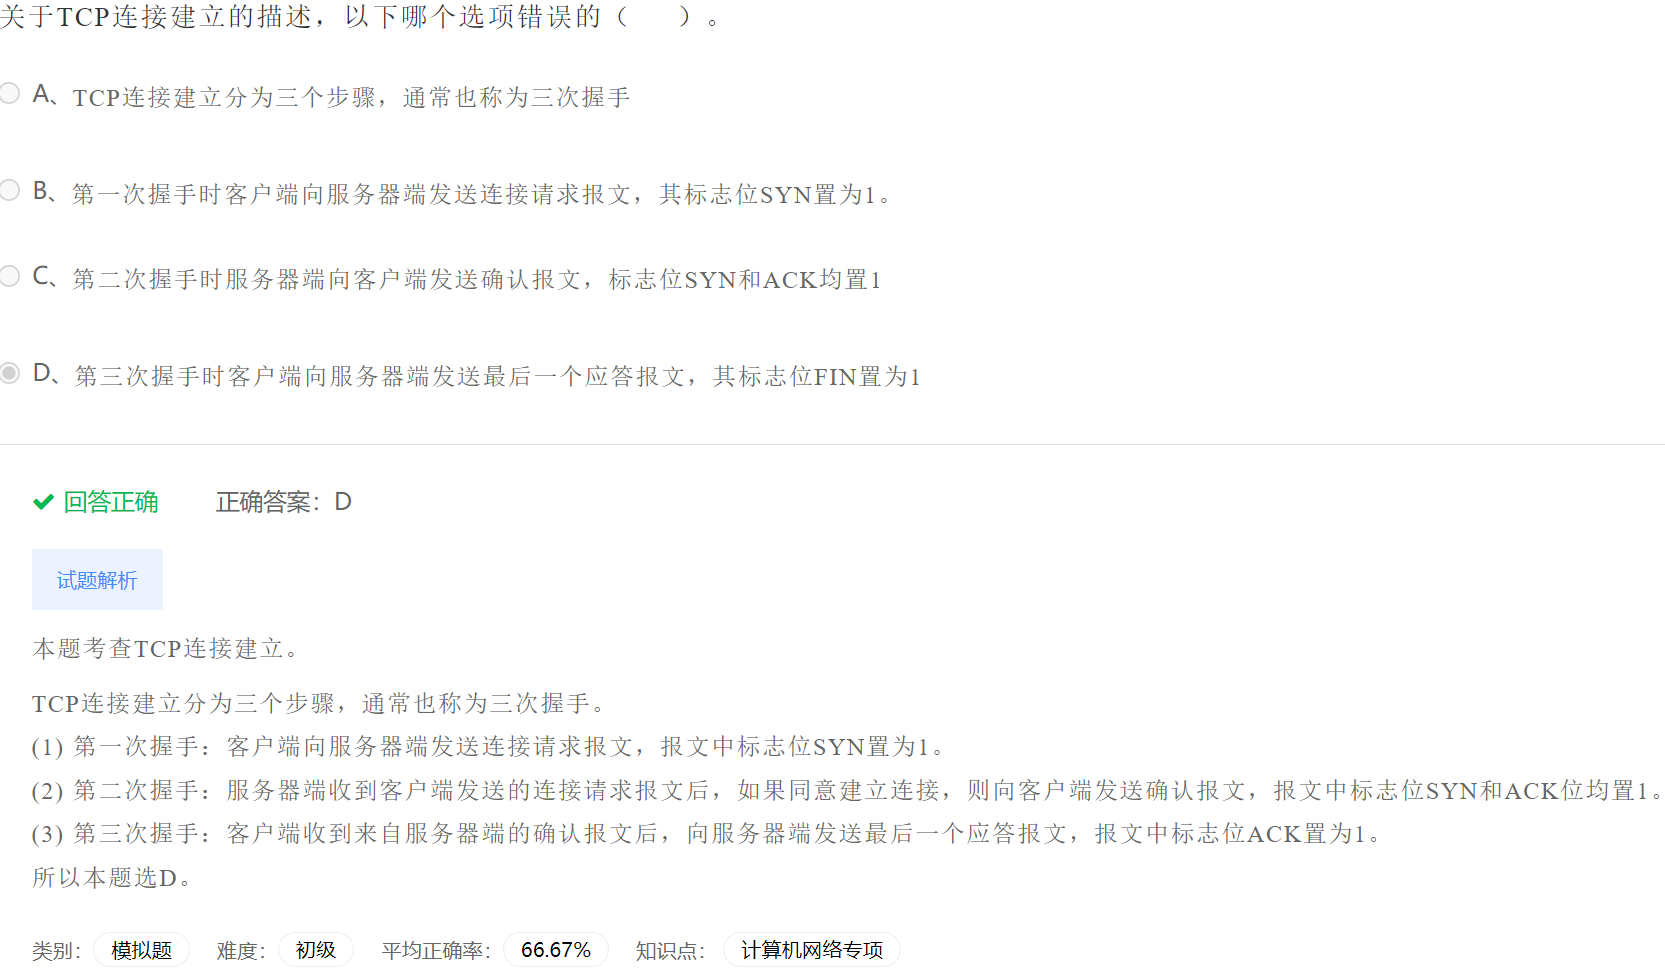 关于TCP连接建立的描述，以下哪个选项错误的（　　）。
A、TCP连接建立分为三个步骤，通常也称为三次握手
B、第一次握手时客户端向服务器端发送连接请求报文，其标志位SYN置为1。
C、第二次握手时服务器端向客户端发送确认报文，标志位SYN和ACK均置1
D、第三次握手时客户端向服务器端发送最后一个应答报文，其标志位FIN置为1
回答正确 正确答案：D
试题解析
本题考查TCP连接建立。
TCP连接建立分为三个步骤，通常也称为三次握手。
(1) 第一次握手：客户端向服务器端发送连接请求报文，报文中标志位SYN置为1。
(2) 第二次握手：服务器端收到客户端发送的连接请求报文后，如果同意建立连接，则向客户端发送确认报文，报文中标志位SYN和ACK位均置1。
(3) 第三次握手：客户端收到来自服务器端的确认报文后，向服务器端发送最后一个应答报文，报文中标志位ACK置为1。
所以本题选D。
类别： 模拟题 难度： 初级 平均正确率： 66.67% 知识点： 计算机网络专项